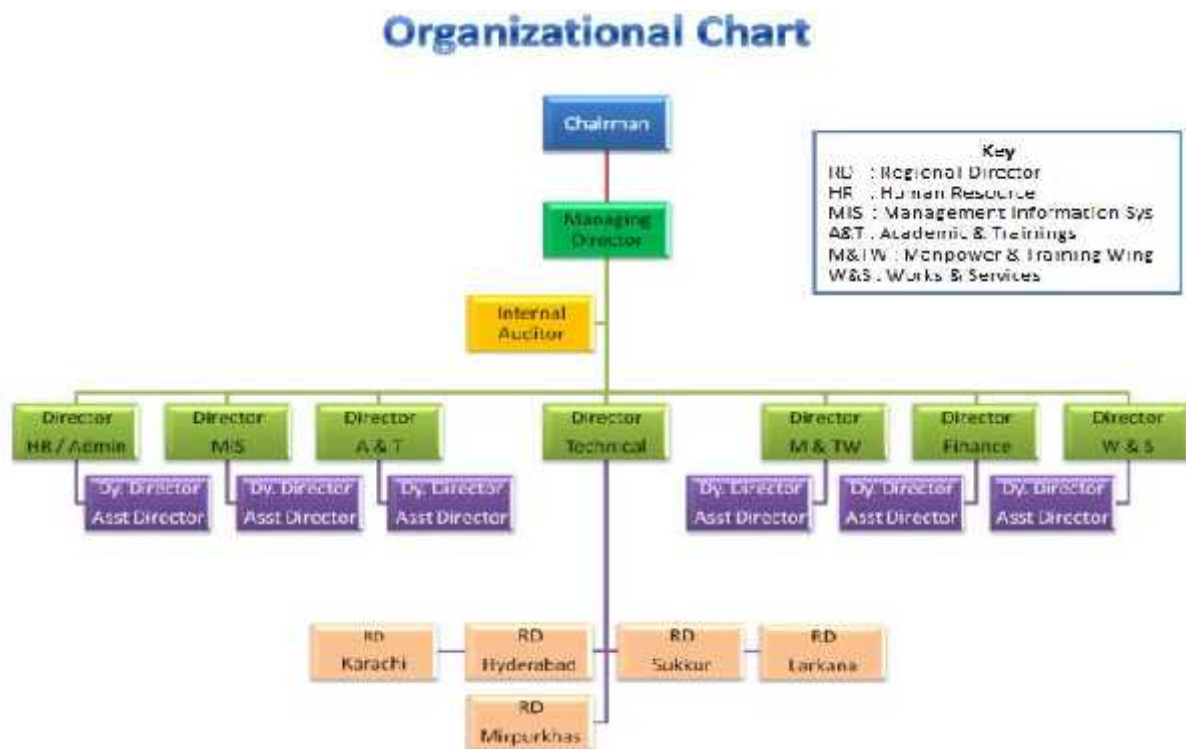 Organizational Chart
Chairman
Key
RD : Regional Director
HR : Human Resource
MIS : Management Information Sys
A&T : Academic & Trainings
M&TW : Manpower & Training Wing
W&S : Works & Services
Managing
Director
Internal
Auditor
Director
HR / Admin
Director
MIS
Director
A & T
Director
Technical
Director
M & TW
Director
Finance
Director
W & S
Dy. Director
Asst Director
Dy. Director
Asst Director
Dy. Director
Asst Director
Dy. Director
Asst Director
Dy. Director
Asst Director
Dy. Director
Asst Director
RD
Karachi
RD
Hyderabad
RD
Sukkur
RD
Larkana
RD
Mirpurkhas